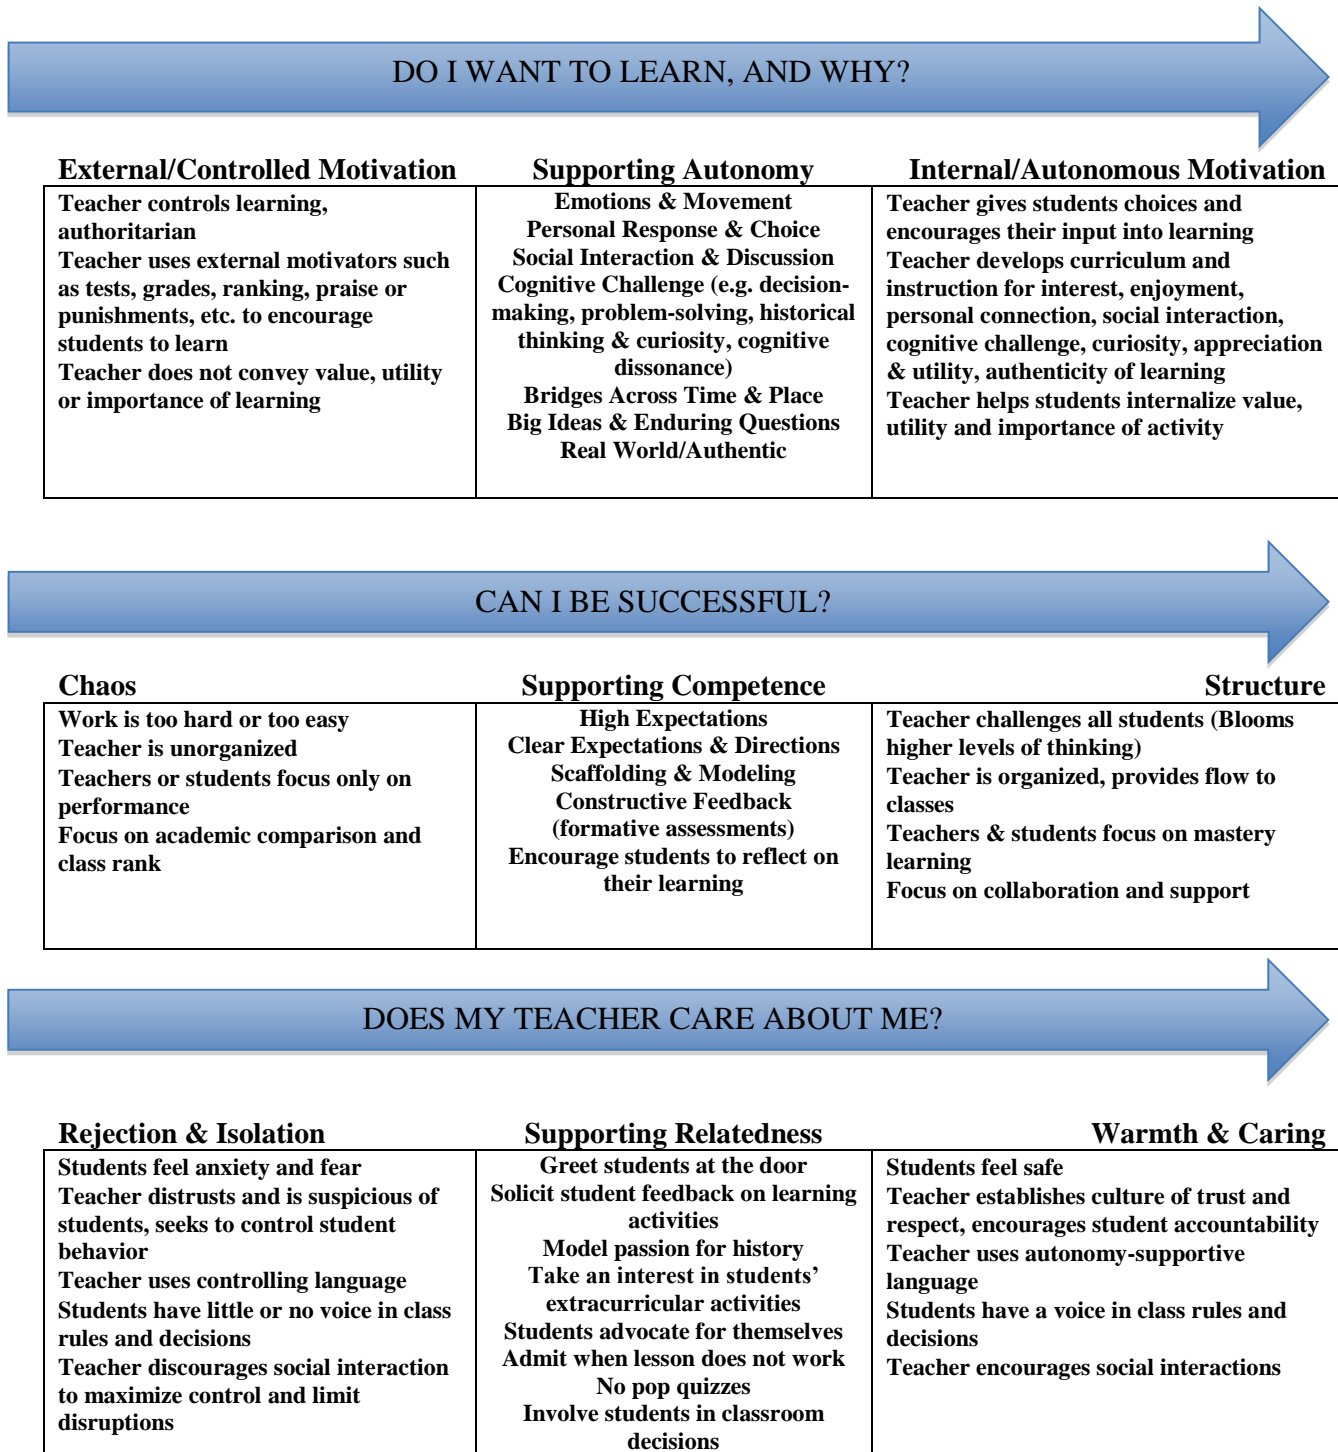 DO I WANT TO LEARN, AND WHY?
External/Controlled Motivation
Supporting Autonomy
Internal/Autonomous Motivation
Teacher controls learning,
authoritarian
Teacher uses external motivators such
as tests, grades, ranking, praise or
punishments, etc. to encourage
students to learn
Teacher does not convey value, utility
or importance of learning
Emotions & Movement
Personal Response & Choice
Social Interaction & Discussion
Cognitive Challenge (e.g. decision-
making, problem-solving, historical
thinking & curiosity, cognitive
dissonance)
Bridges Across Time & Place
Big Ideas & Enduring Questions
Real World/Authentic
Teacher gives students choices and
encourages their input into learning
Teacher develops curriculum and
instruction for interest, enjoyment,
personal connection, social interaction,
cognitive challenge, curiosity, appreciation
& utility, authenticity of learning
Teacher helps students internalize value,
utility and importance of activity
CAN I BE SUCCESSFUL?
Chaos
Supporting Competence
Structure
Work is too hard or too easy
Teacher is unorganized
Teachers or students focus only on
performance
Focus on academic comparison and
class rank
High Expectations
Clear Expectations & Directions
Scaffolding & Modeling
Constructive Feedback
(formative assessments)
Encourage students to reflect on
their learning
Teacher challenges all students (Blooms
higher levels of thinking)
Teacher is organized, provides flow to
classes
Teachers & students focus on mastery
learning
Focus on collaboration and support
DOES MY TEACHER CARE ABOUT ME?
Rejection & Isolation
Supporting Relatedness
Warmth & Caring
Students feel anxiety and fear
Teacher distrusts and is suspicious of
students, seeks to control student
behavior
Teacher uses controlling language
Students have little or no voice in class
rules and decisions
Teacher discourages social interaction
to maximize control and limit
disruptions
Greet students at the door
Solicit student feedback on learning
activities
Model passion for history
Take an interest in students’
extracurricular activities
Students advocate for themselves
Admit when lesson does not work
No pop quizzes
Involve students in classroom
decisions
Students feel safe
Teacher establishes culture of trust and
respect, encourages student accountability
Teacher uses autonomy-supportive
language
Students have a voice in class rules and
decisions
Teacher encourages social interactions